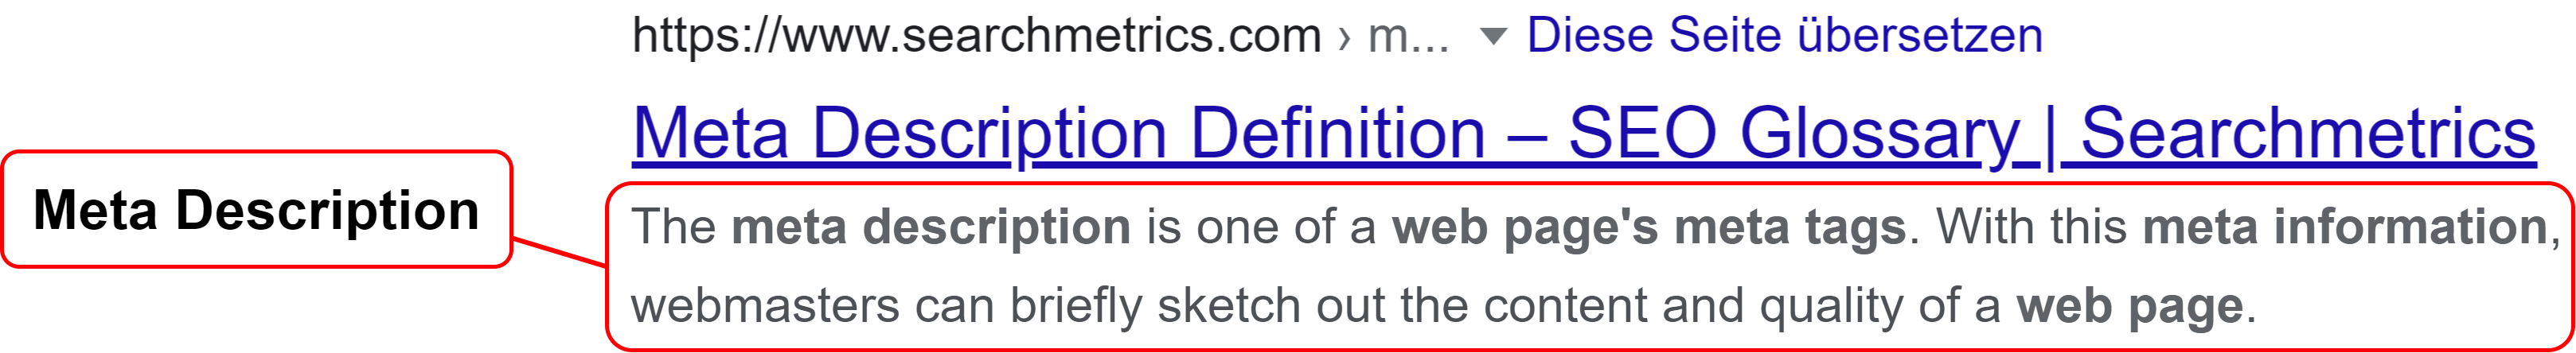 https://www.searchmetrics.com › m... ▼ Diese Seite übersetzen
Meta Description Definition – SEO Glossary | Searchmetrics
Meta Description
The meta description is one of a web page's meta tags. With this meta information,
webmasters can briefly sketch out the content and quality of a web page.